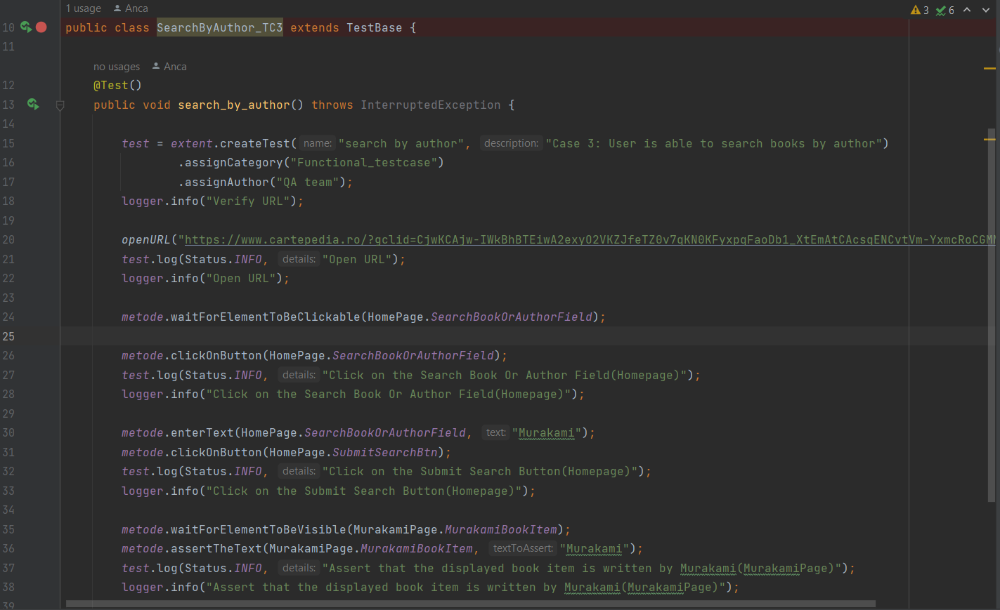 1 usage Anca
3 6
10 public class SearchByAuthor_TC3 extends TestBase {
11
no usages Anca
12 @Test()
13 public void search_by_author() throws InterruptedException {
14
15 test = extent.createTest( name: "search by author", description: "Case 3: User is able to search books by author")
16 .assignCategory("Functional_testcase")
17 .assignAuthor("QA team");
18 logger.info("Verify URL");
19
20 openURL("https://www.cartepedia.ro/?gclid=CjwKCAjw-IWkBhBTEiwA2exyO2VKZJfeTZ0v7qKN0KFyxpqFaoDb1_XtEmAtCAcsqENCvtVm-YxmcRoCGM
21 test.log(Status.INFO, details: "Open URL");
22 logger.info("Open URL");
23
24 metode.waitForElementToBeClickable(HomePage.SearchBookOrAuthorField);
25
26 metode.clickOnButton(HomePage.SearchBookOrAuthorField);
27 test.log(Status.INFO, details: "Click on the Search Book Or Author Field(Homepage)");
28 logger.info("Click on the Search Book Or Author Field(Homepage)");
29
30 metode.enterText(HomePage.SearchBookOrAuthorField, text: "Murakami");
31 metode.clickOnButton(HomePage.SubmitSearchBtn);
32 test.log(Status.INFO, details: "Click on the Submit Search Button(Homepage)");
33 logger.info("Click on the Submit Search Button(Homepage)");
34
35 metode.waitForElementToBeVisible(MurakamiPage.MurakamiBookItem);
36 metode.assertTheText(MurakamiPage.MurakamiBookItem, textToAssert: "Murakami");
37 test.log(Status.INFO, details: "Assert that the displayed book item is written by Murakami(MurakamiPage)");
38 logger.info("Assert that the displayed book item is written by Murakami(MurakamiPage)");
39